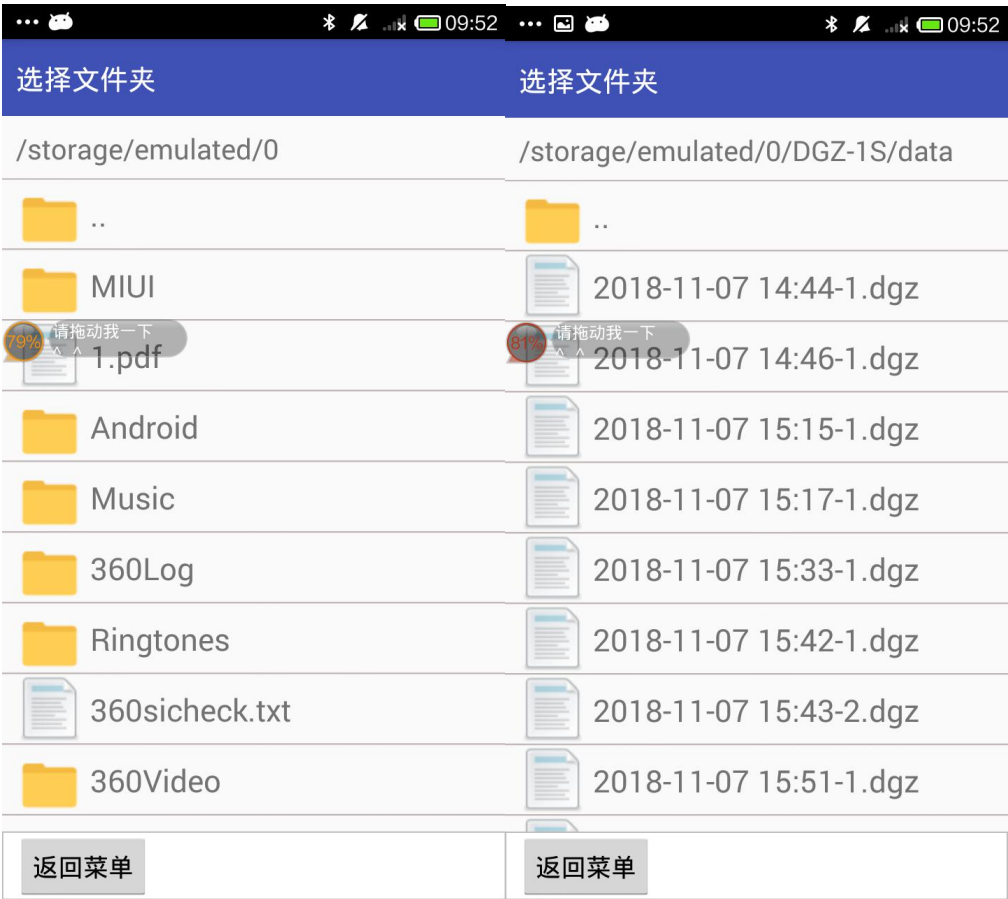 ••• 09:52
选择文件夹
/storage/emulated/0
..
MIUI
79%
请拖动我一下
^_^
1.pdf
Android
Music
360Log
Ringtones
360sicheck.txt
360Video
返回菜单
••• 09:52
选择文件夹
/storage/emulated/0/DGZ-1S/data
..
2018-11-07 14:44-1.dgz
81%
请拖动我一下
^_^
2018-11-07 14:46-1.dgz
2018-11-07 15:15-1.dgz
2018-11-07 15:17-1.dgz
2018-11-07 15:33-1.dgz
2018-11-07 15:42-1.dgz
2018-11-07 15:43-2.dgz
2018-11-07 15:51-1.dgz
返回菜单